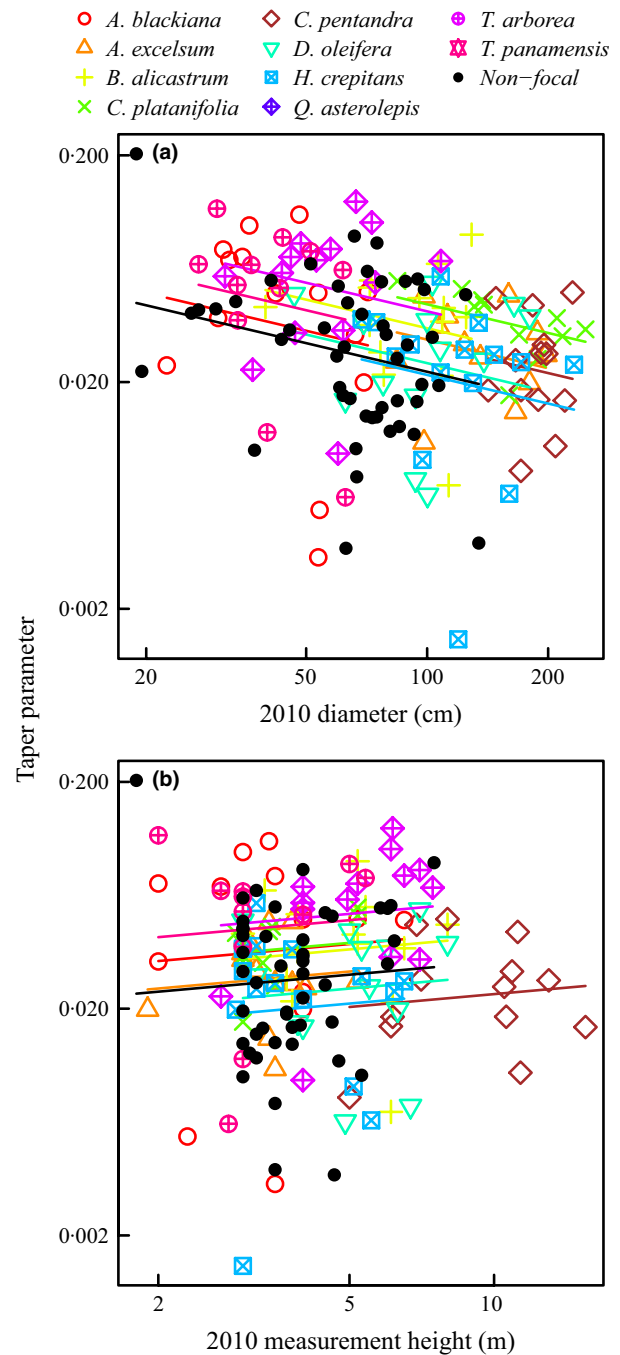 A. blackiana C. pentandra T. arborea
A. excelsum D. oleifera T. panamensis
B. alicastrum H. crepitans Non−focal
C. platanifolia Q. asterolepis
Taper parameter
(a)
0·200
0·020
0·002
20 50 100 200
2010 diameter (cm)
(b)
0·200
0·020
0·002
2 5 10
2010 measurement height (m)